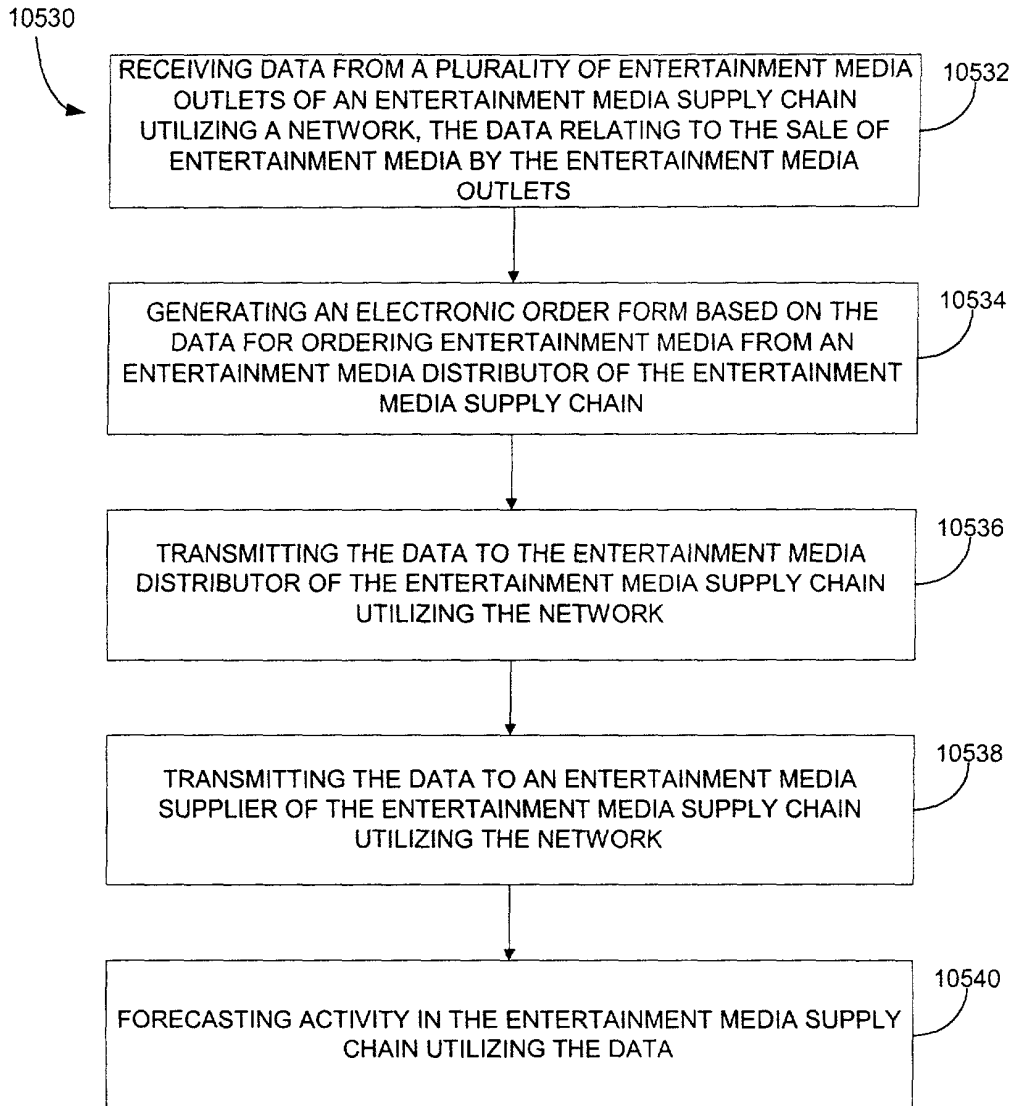 10530
RECEIVING DATA FROM A PLURALITY OF ENTERTAINMENT MEDIA
OUTLETS OF AN ENTERTAINMENT MEDIA SUPPLY CHAIN
UTILIZING A NETWORK, THE DATA RELATING TO THE SALE OF
ENTERTAINMENT MEDIA BY THE ENTERTAINMENT MEDIA
OUTLETS
10532
GENERATING AN ELECTRONIC ORDER FORM BASED ON THE
DATA FOR ORDERING ENTERTAINMENT MEDIA FROM AN
ENTERTAINMENT MEDIA DISTRIBUTOR OF THE ENTERTAINMENT
MEDIA SUPPLY CHAIN
10534
TRANSMITTING THE DATA TO THE ENTERTAINMENT MEDIA
DISTRIBUTOR OF THE ENTERTAINMENT MEDIA SUPPLY CHAIN
UTILIZING THE NETWORK
10536
TRANSMITTING THE DATA TO AN ENTERTAINMENT MEDIA
SUPPLIER OF THE ENTERTAINMENT MEDIA SUPPLY CHAIN
UTILIZING THE NETWORK
10538
FORECASTING ACTIVITY IN THE ENTERTAINMENT MEDIA SUPPLY
CHAIN UTILIZING THE DATA
10540